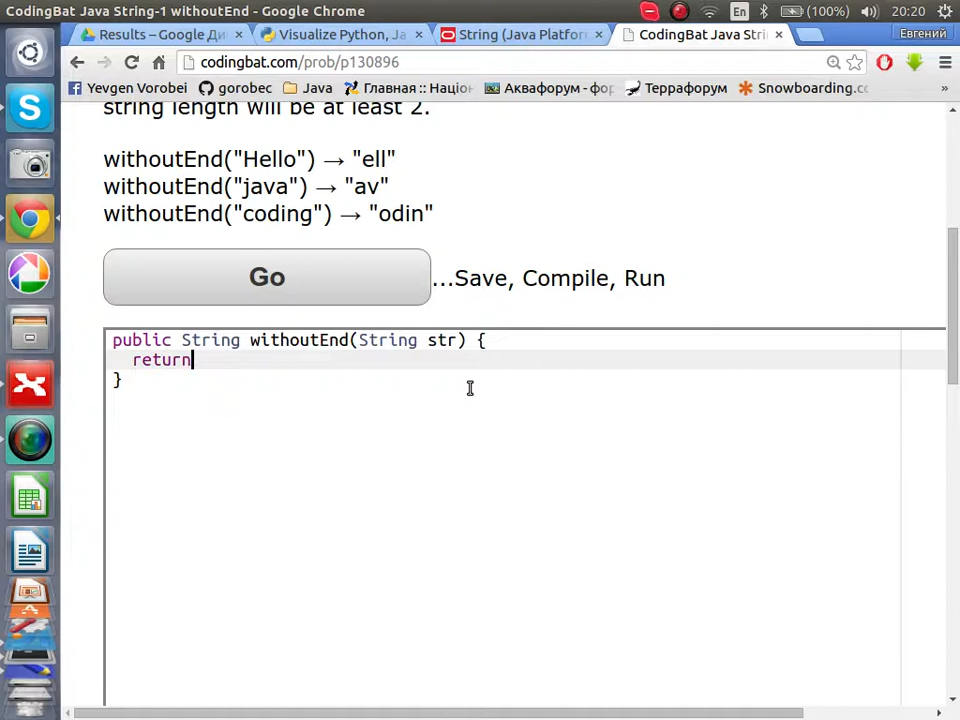 CodingBat Java String-1 withoutEnd - Google Chrome
En (100%) 20:20
Results – Google Ди
Visualize Python, Ja
String (Java Platfor
CodingBat Java Stri
Евгений
codingbat.com/prob/p130896
Yevgen Vorobei
gorobec
Java
Главная :: Націо
Аквафорум - фор
Террафорум
Snowboarding.co
»
string length will be at least 2.
withoutEnd("Hello") → "ell"
withoutEnd("java") → "av"
withoutEnd("coding") → "odin"
Go ...Save, Compile, Run
public String withoutEnd(String str) {
return
}